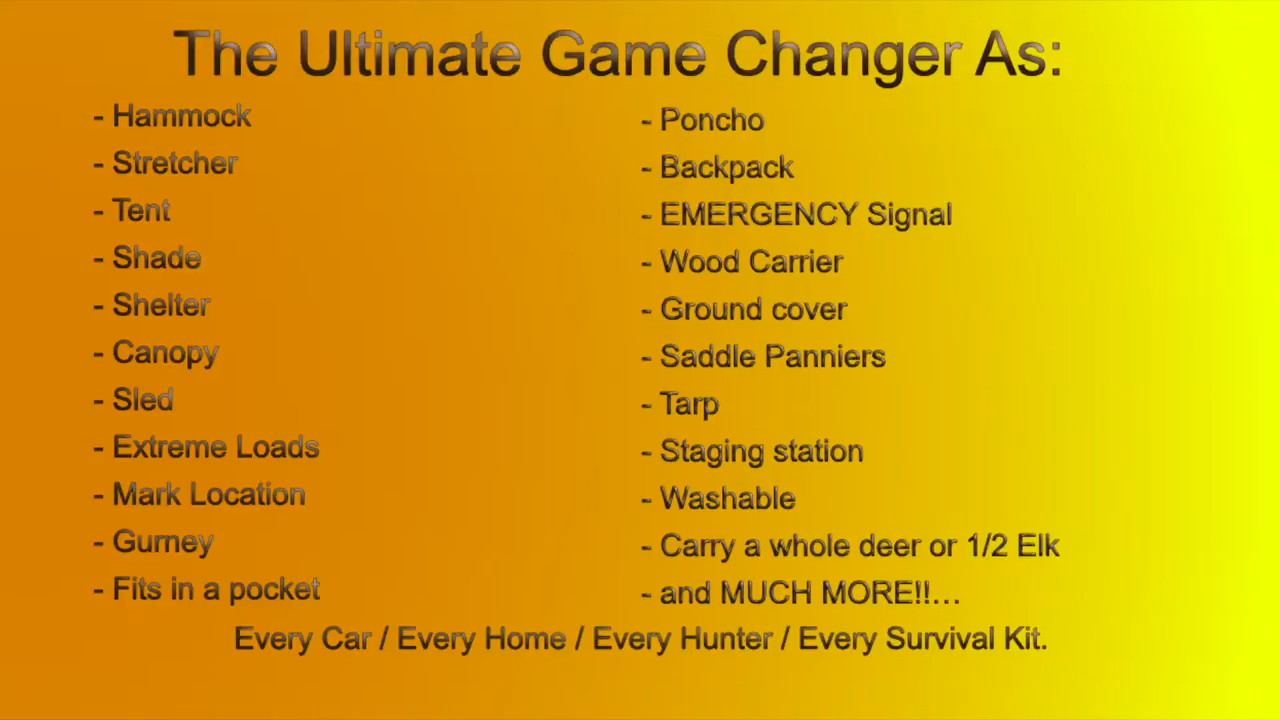 The Ultimate Game Changer As:
- Hammock
- Stretcher
- Tent
- Shade
- Shelter
- Canopy
- Sled
- Extreme Loads
- Mark Location
- Gurney
- Fits in a pocket
- Poncho
- Backpack
- EMERGENCY Signal
- Wood Carrier
- Ground cover
- Saddle Panniers
- Tarp
- Staging station
- Washable
- Carry a whole deer or 1/2 Elk
- and MUCH MORE!!...
Every Car / Every Home / Every Hunter / Every Survival Kit.